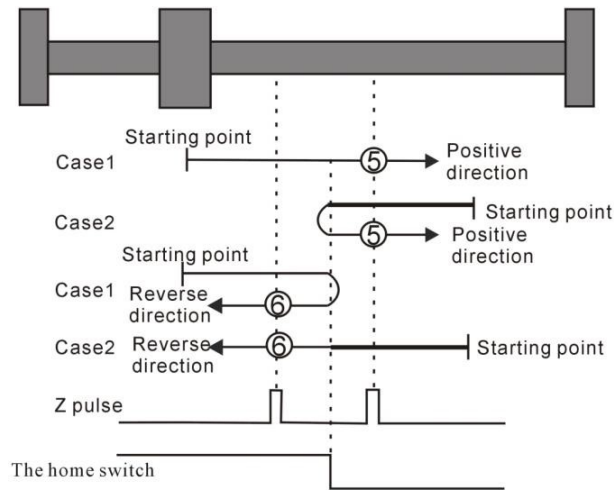 Starting point
Case1
⑤
Positive
direction
Case2
Starting point
⑤
Positive
direction
Starting point
Case1
Reverse
direction
⑥
Case2
Reverse
direction
⑥
Starting point
Z pulse
The home switch